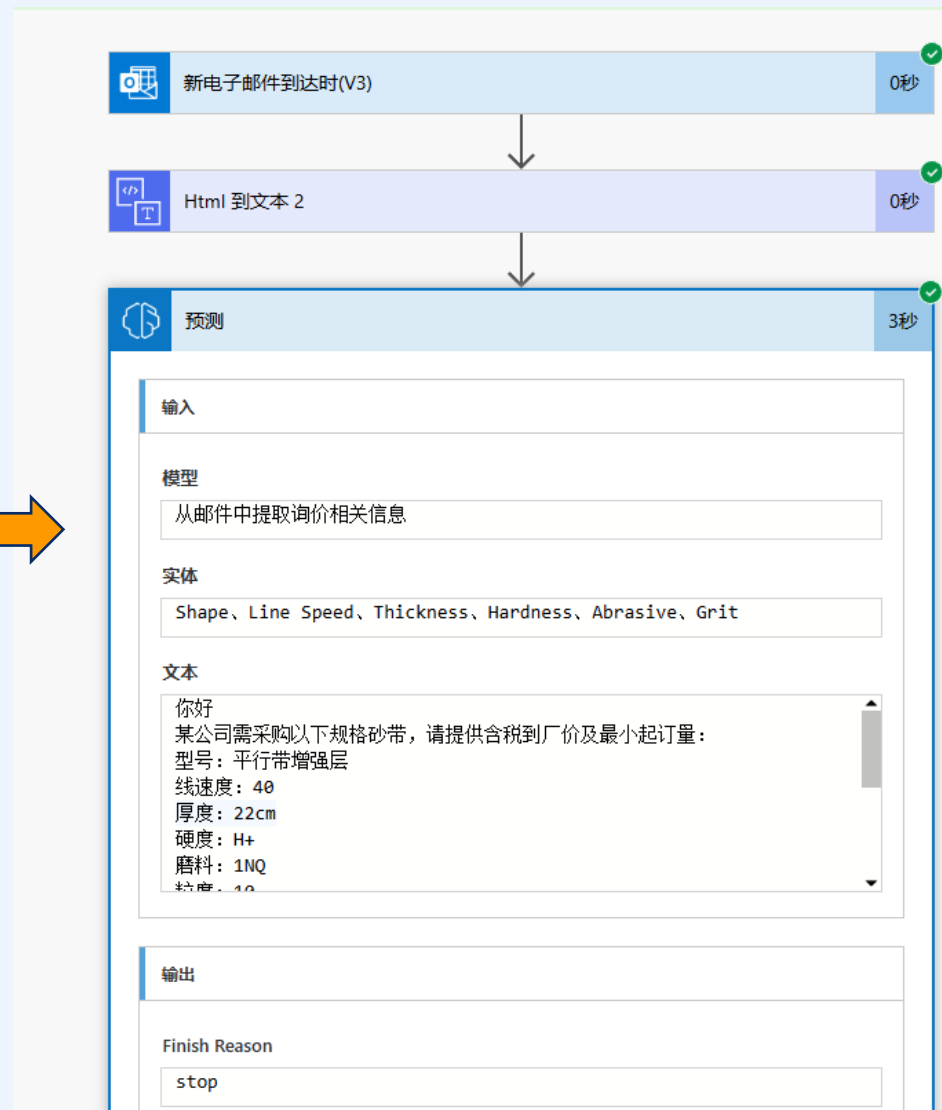 新电子邮件到达时(V3)
0秒
Html 到文本 2
0秒
预测
3秒
输入
模型
从邮件中提取询价相关信息
实体
Shape、Line Speed、Thickness、Hardness、Abrasive、Grit
文本
你好
某公司需采购以下规格砂带，请提供含税到厂价及最小起订量：
型号：平行带增强层
线速度：40
厚度：22cm
硬度：H+
磨料：1NQ
粒度：10
输出
Finish Reason
stop